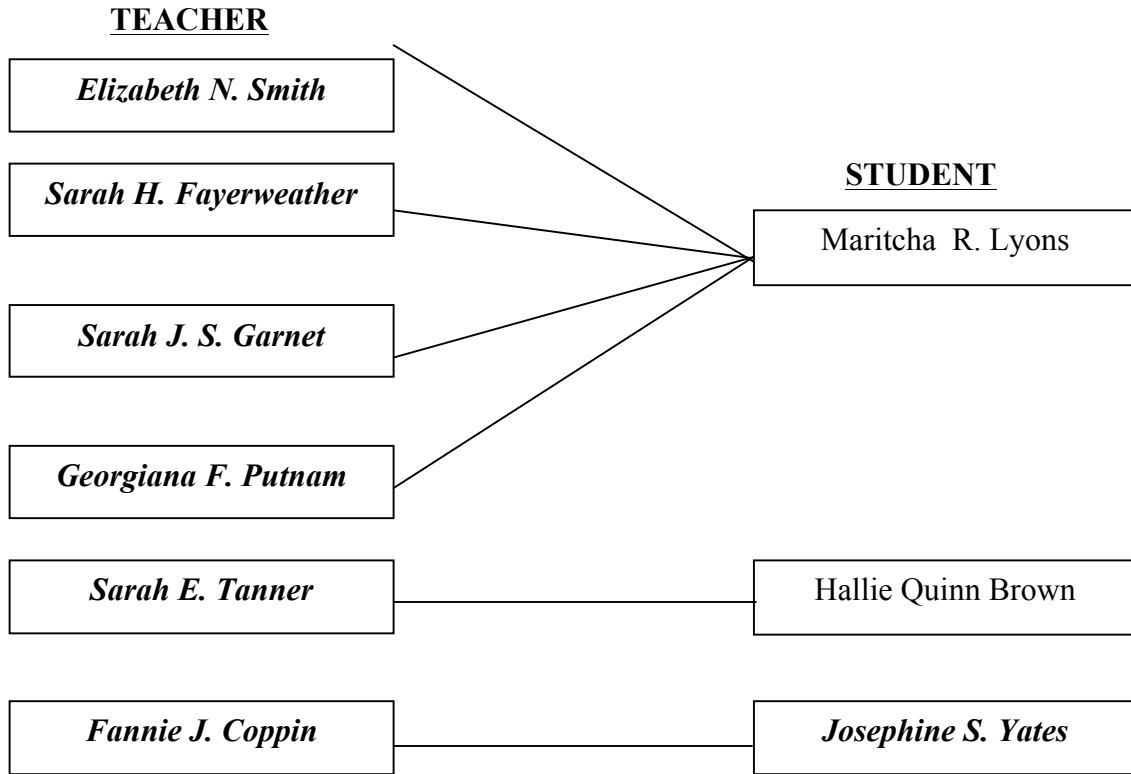 TEACHER
Elizabeth N. Smith
Sarah H. Fayerweather
STUDENT
Maritcha R. Lyons
Sarah J. S. Garnet
Georgiana F. Putnam
Sarah E. Tanner
Hallie Quinn Brown
Fannie J. Coppin
Josephine S. Yates